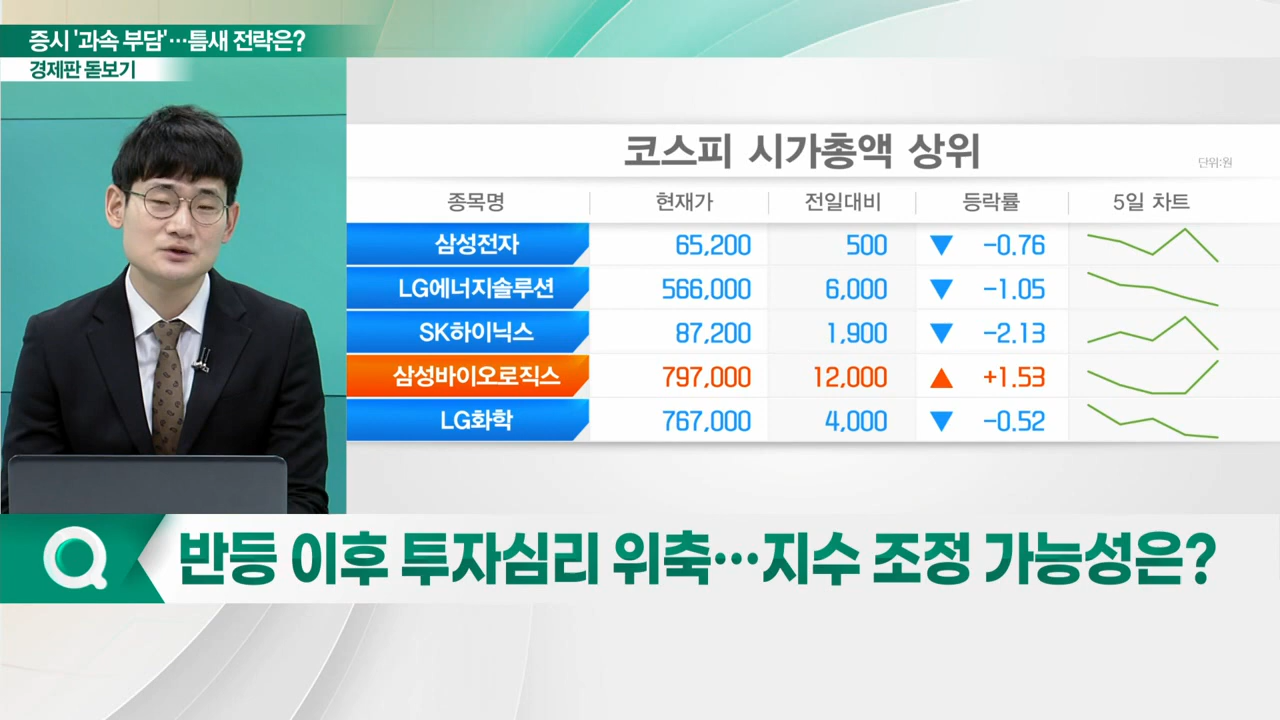 증시 '과속 부담'…틈새 전략은?
경제판 돋보기
코스피 시가총액 상위
단위:원
종목명 현재가 전일대비 등락률 5일 차트
삼성전자 65,200 500 ▼ -0.76
LG에너지솔루션 566,000 6,000 ▼ -1.05
SK하이닉스 87,200 1,900 ▼ -2.13
삼성바이오로직스 797,000 12,000 ▲ +1.53
LG화학 767,000 4,000 ▼ -0.52
반등 이후 투자심리 위축…지수 조정 가능성은?